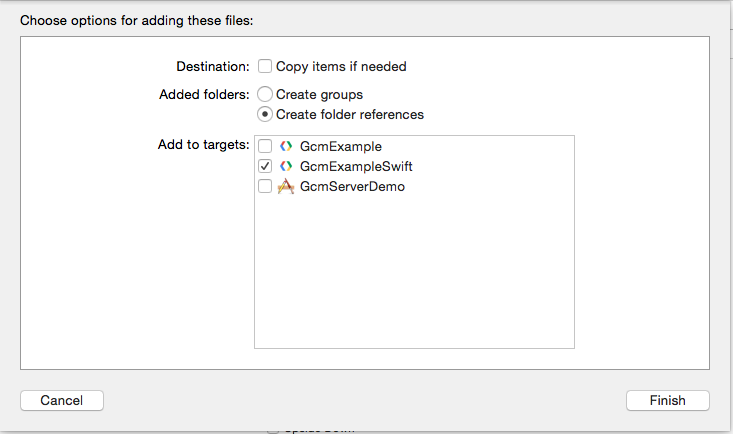 Choose options for adding these files:
Destination: Copy items if needed
Added folders: Create groups
Create folder references
Add to targets: GcmExample
GcmExampleSwift
GcmServerDemo
Cancel Finish